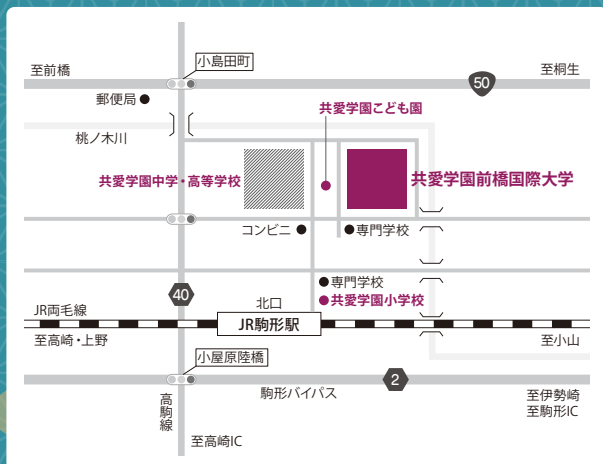 小島田町
至前橋
至桐生
50
郵便局
共愛学園こども園
桃ノ木川
共愛学園中学・高等学校
共愛学園前橋国際大学
コンビニ
専門学校
専門学校
40
北口
共愛学園小学校
JR両毛線
JR駒形駅
至高崎・上野
至小山
小屋原陸橋
2
高駒線
駒形バイパス
至伊勢崎
至駒形IC
至高崎IC